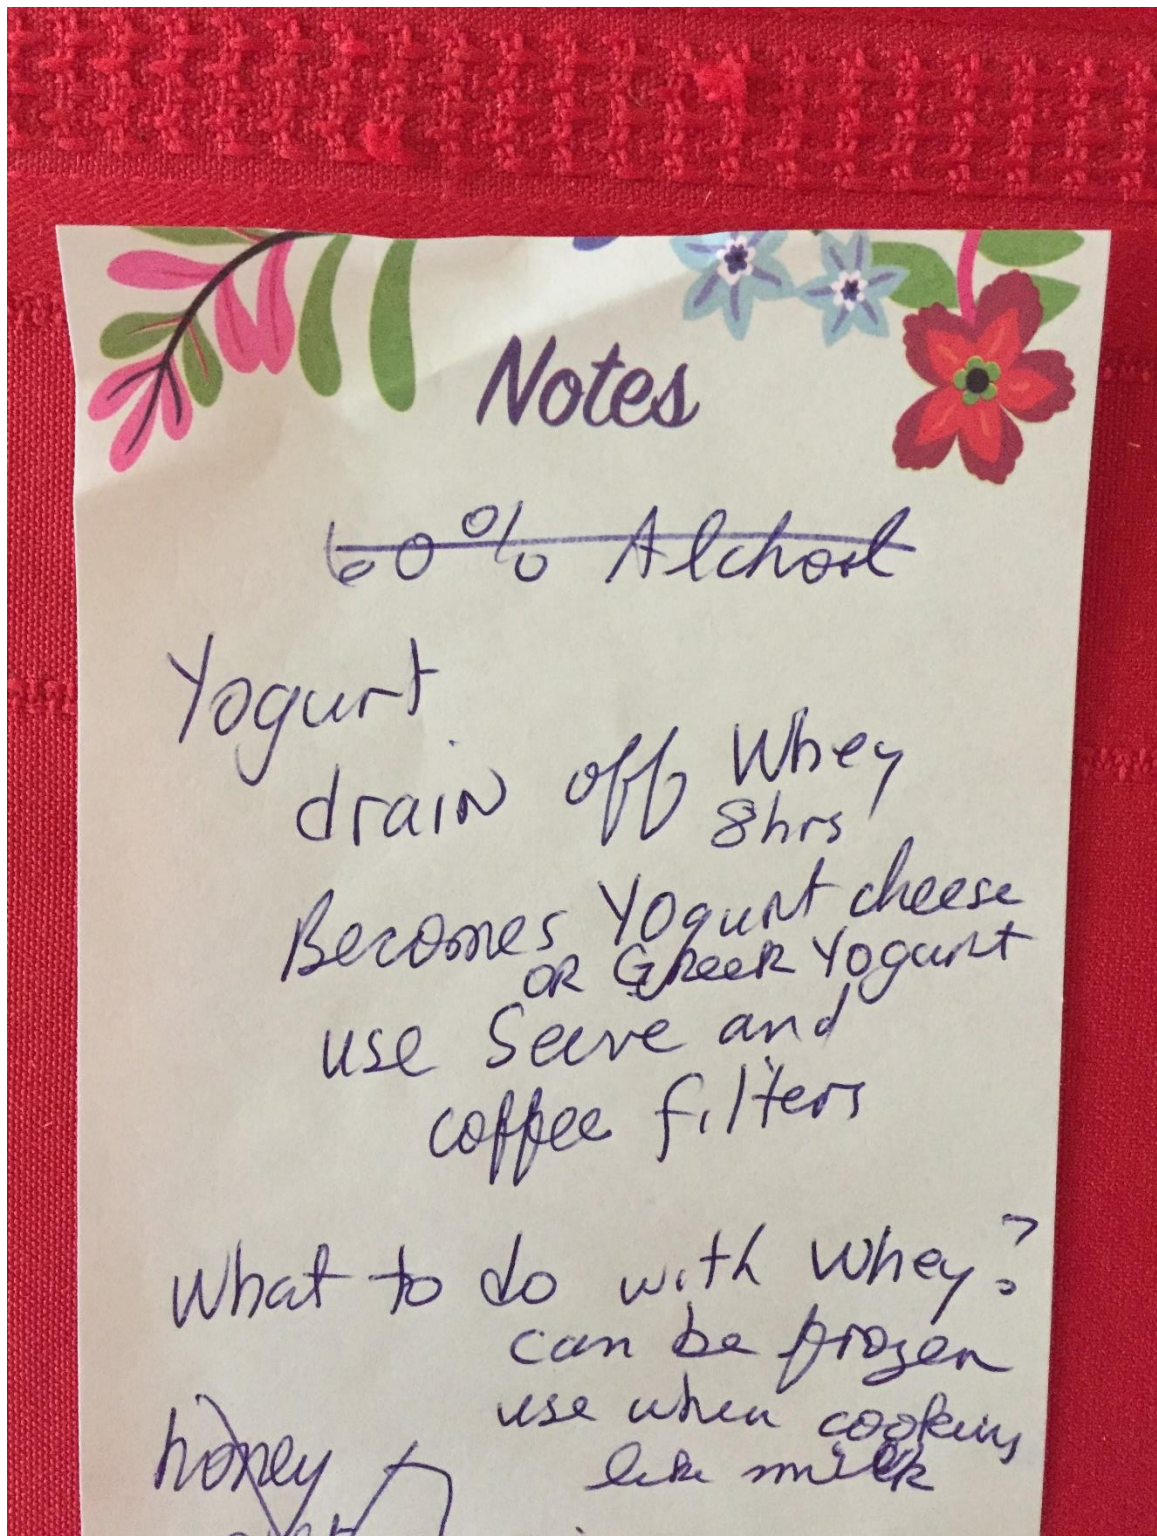 Notes
60% Alchool
Yogurt
drain off Whey
8hrs
Becomes Yogurt cheese
OR Greek Yogurt
use Seive and
coffee filters
What to do with whey?
can be frozen
use when cooking
like milk
honey